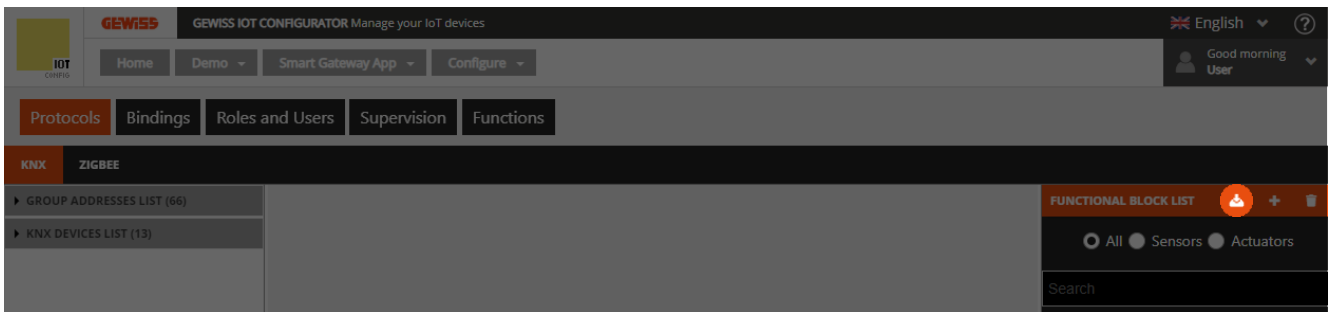 GEWISS GEWISS IOT CONFIGURATOR Manage your IoT devices English ?
IOT
CONFIG
Home Demo Smart Gateway App Configure
Good morning
User
Protocols Bindings Roles and Users Supervision Functions
KNX ZIGBEE
GROUP ADDRESSES LIST (66)
KNX DEVICES LIST (13)
FUNCTIONAL BLOCK LIST
All Sensors Actuators
Search